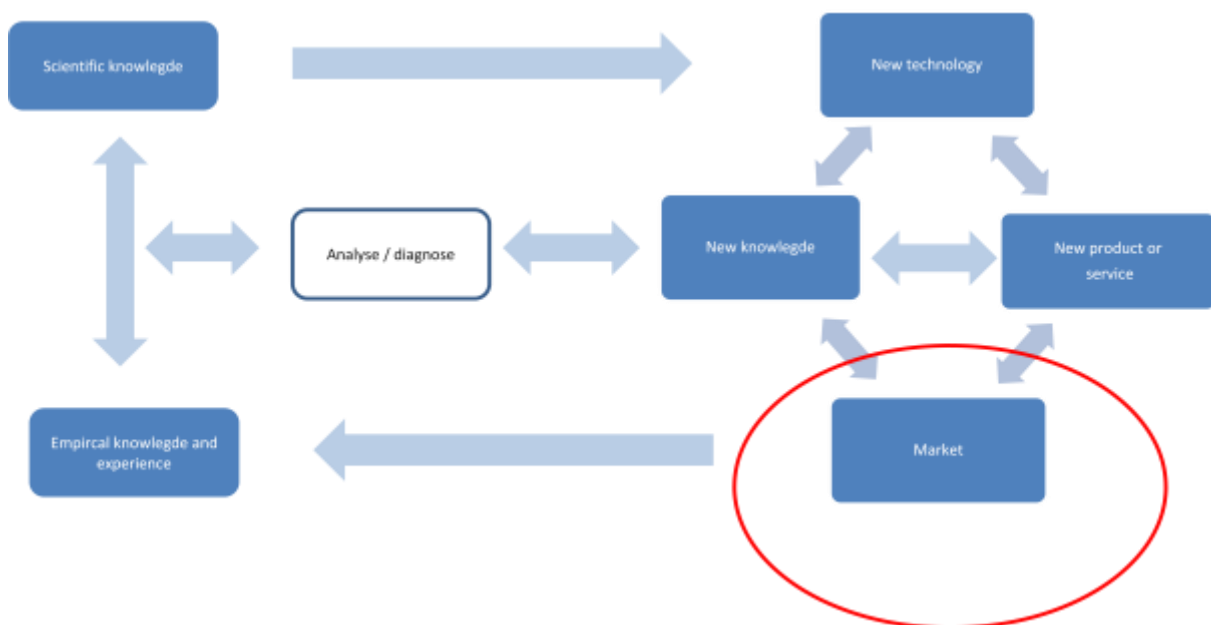 Scientific knowlegde
New technology
Analyse / diagnose
New knowlegde
New product or
service
Empircal knowlegde and
experience
Market